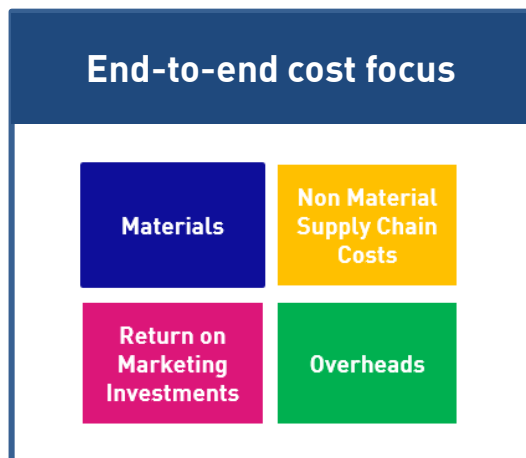 End-to-end cost focus
Materials
Non Material
Supply Chain
Costs
Return on
Marketing
Investments
Overheads